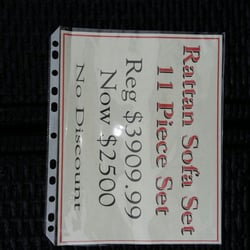 Rattan Sofa Set
11 Piece Set
Reg $3909.99
Now $2500
No Discount